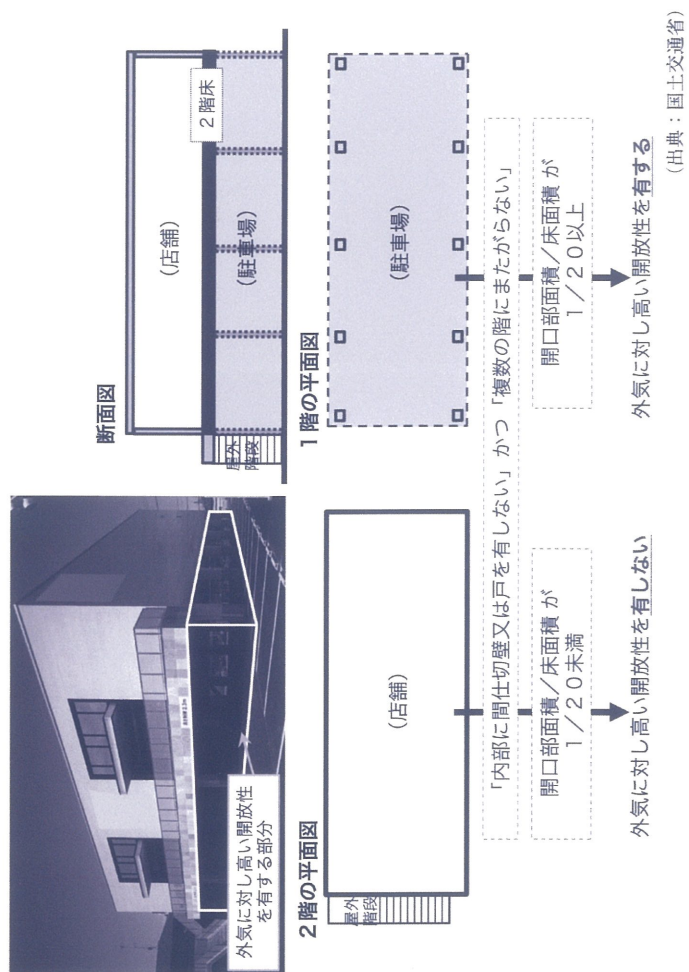 外気に対し高い開放性
を有する部分
断面図
(店舗)
2階床
(駐車場)
屋外
階段
2階の平面図
屋外
階段
(店舗)
1階の平面図
(駐車場)
「内部に間仕切壁又は戸を有しない」かつ「複数の階にまたがらない」
開口部面積/床面積 が
1/20未満
開口部面積/床面積 が
1/20以上
外気に対し高い開放性を有しない
外気に対し高い開放性を有する
(出典:国土交通省)